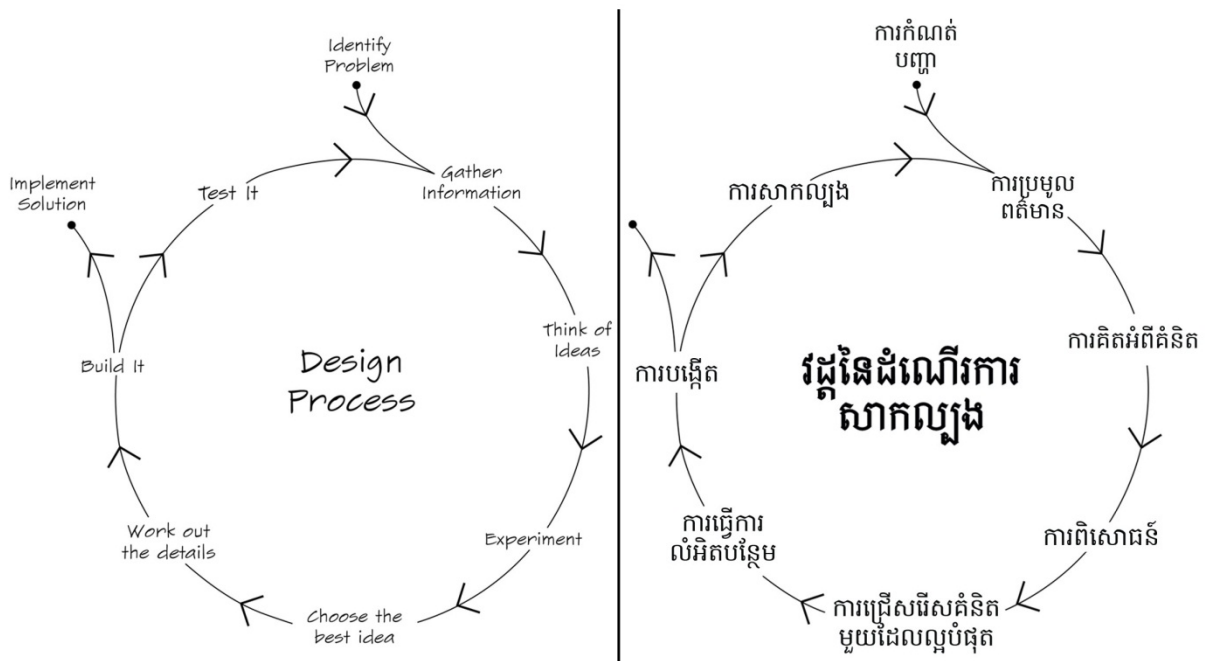 Identify
Problem
Gather
Information
Think of
Ideas
Experiment
Choose the
best idea
Work out
the details
Build It
Test It
Implement
Solution
Design
Process
ការកំណត់
បញ្ហា
ការប្រមូល
ពត៌មាន
ការគិតអំពីគំនិត
ការពិសោធន៍
ការជ្រើសរើសគំនិត
មួយដែលល្អបំផុត
ការធ្វើការ
លំអិតបន្ថែម
ការបង្កើត
ការសាកល្បង
វដ្តនៃដំណើរការ
សាកល្បង